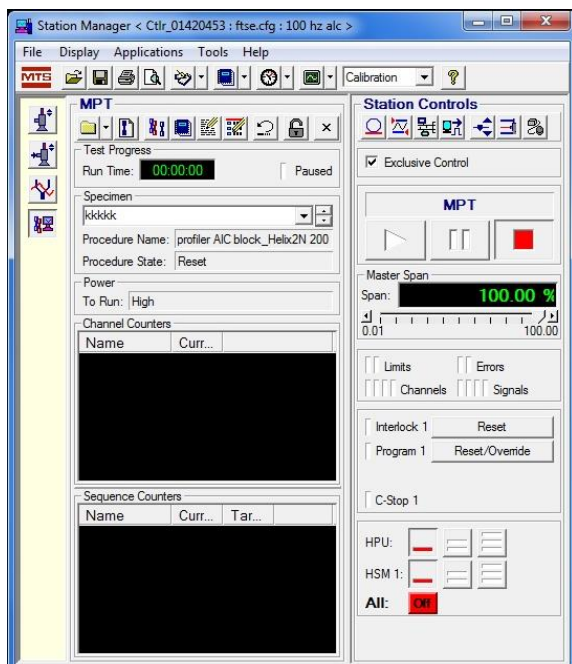 Station Manager < Ctlr_01420453 : ftse.cfg : 100 hz alc >
File Display Applications Tools Help
MTS
Calibration
MPT
Test Progress
Run Time: 00:00:00
Paused
Specimen
kkkkk
Procedure Name: profiler AIC block_Helix2N 200
Procedure State: Reset
Power
To Run: High
Channel Counters
Name Curr...
Sequence Counters
Name Curr... Tar...
Station Controls
Exclusive Control
MPT
Master Span
Span: 100.00 %
0.01 100.00
Limits Errors
Channels Signals
Interlock 1 Reset
Program 1 Reset/Override
C-Stop 1
HPU:
HSM 1:
All: Off